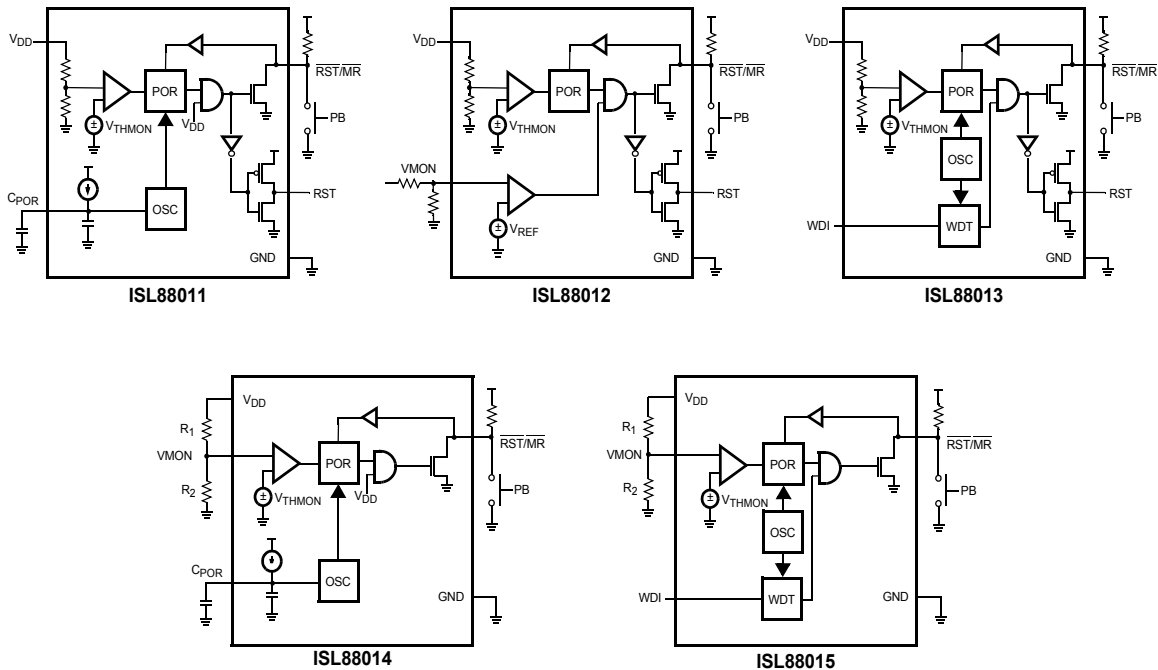 VDD
POR
RST/MR
VTHMON
VDD
PB
CPOR
OSC
RST
GND
ISL88011
VDD
POR
RST/MR
VTHMON
PB
VMON
VREF
RST
GND
ISL88012
VDD
POR
RST/MR
VTHMON
PB
OSC
RST
WDI
WDT
GND
ISL88013
VDD
R1
VMON
POR
RST/MR
R2
VTHMON
VDD
PB
CPOR
OSC
GND
ISL88014
VDD
R1
VMON
POR
RST/MR
R2
VTHMON
PB
OSC
WDI
WDT
GND
ISL88015